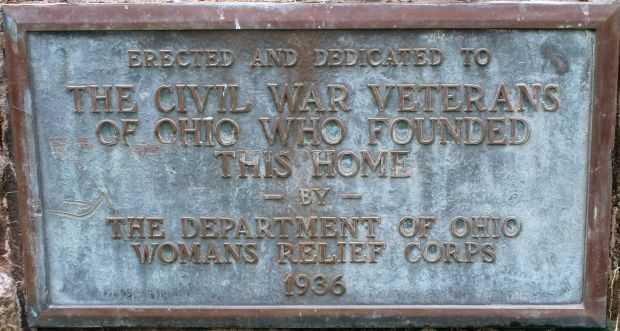 ERECTED AND DEDICATED TO
THE CIVIL WAR VETERANS
OF OHIO WHO FOUNDED
THIS HOME
— BY —
THE DEPARTMENT OF OHIO
WOMANS RELIEF CORPS
1936